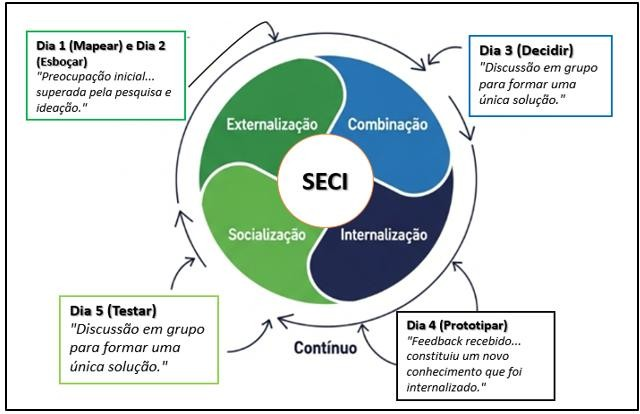 Dia 1 (Mapear) e Dia 2
(Esboçar)
"Preocupação inicial...
superada pela pesquisa e
ideação."
Dia 3 (Decidir)
"Discussão em grupo
para formar uma
única solução."
Externalização
Combinação
SECI
Socialização
Internalização
Dia 5 (Testar)
"Discussão em grupo
para formar uma
única solução."
Contínuo
Dia 4 (Prototipar)
"Feedback recebido...
constituiu um novo
conhecimento que foi
internalizado."